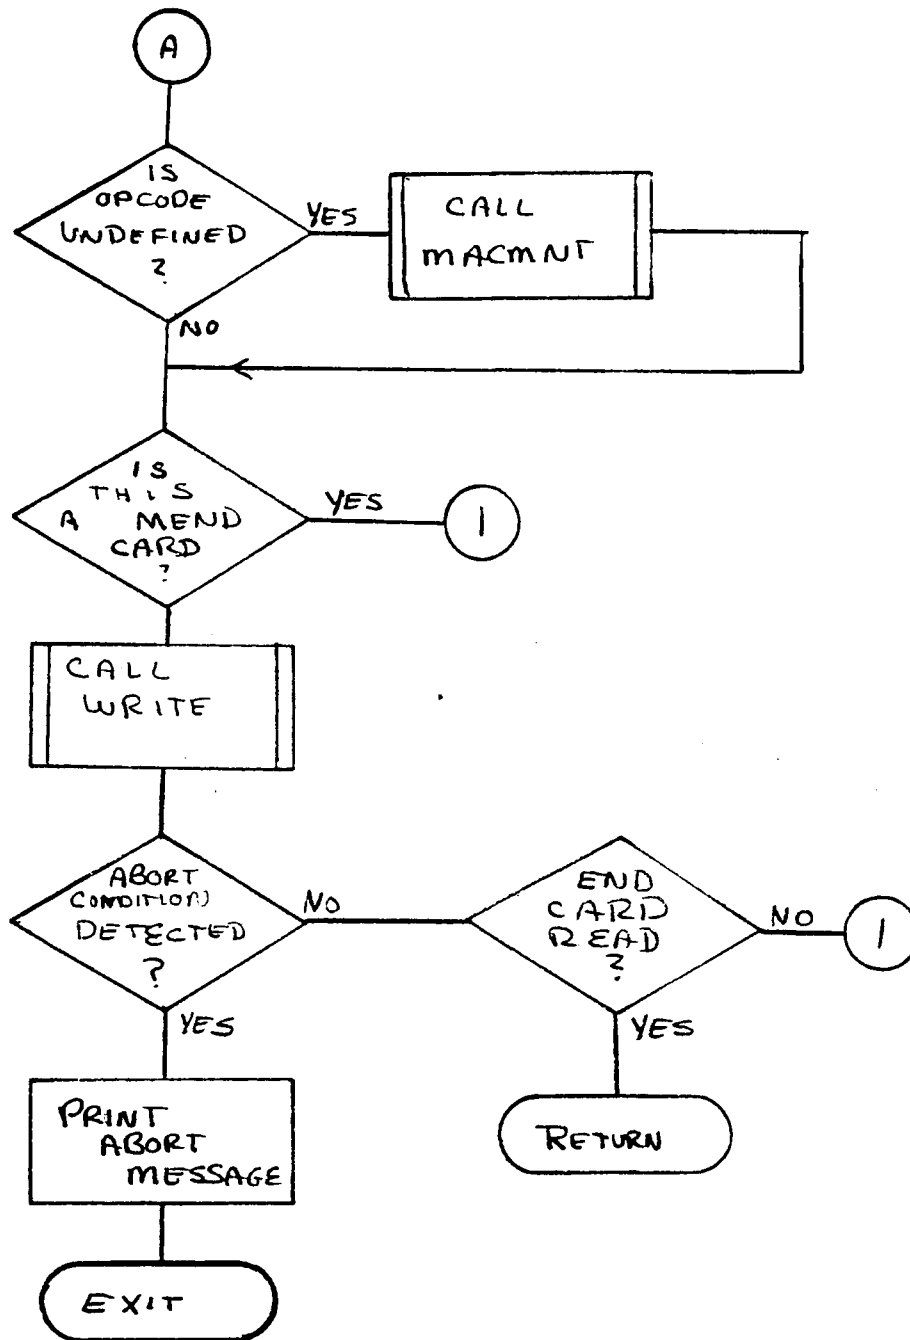 A
IS
OPCODE
UNDEFINED
?
YES
CALL
MACMNT
NO
IS
THIS
A MEND
CARD
?
YES
1
CALL
WRITE
ABORT
CONDITION
DETECTED
?
NO
END
CARD
READ
?
NO
1
YES
YES
PRINT
ABORT
MESSAGE
RETURN
EXIT